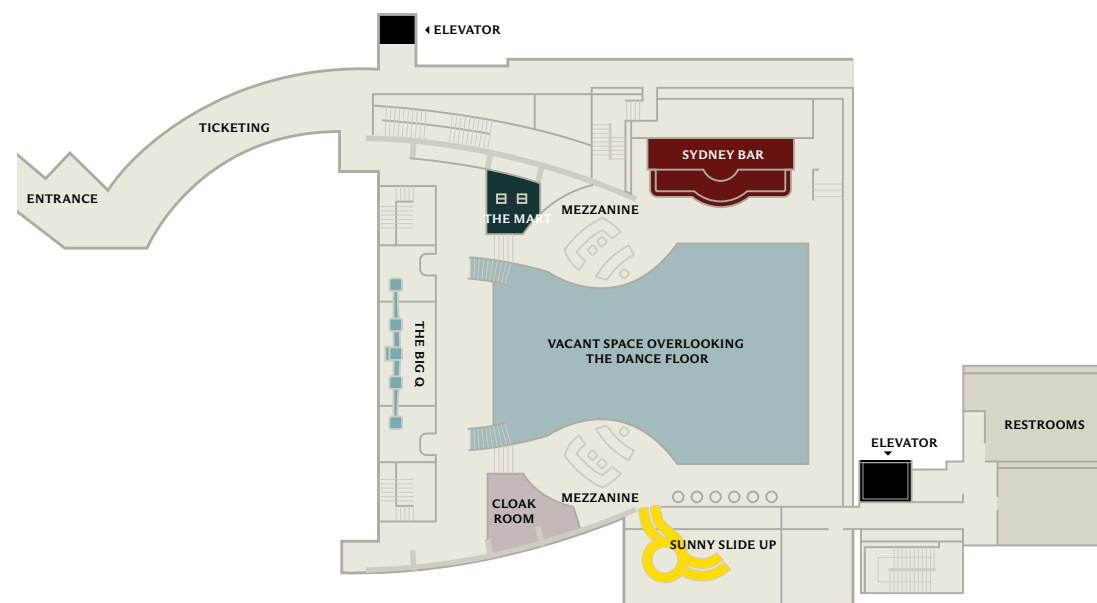 ELEVATOR
TICKETING
SYDNEY BAR
ENTRANCE
MEZZANINE
THE MART
THE BIG Q
VACANT SPACE OVERLOOKING
THE DANCE FLOOR
RESTROOMS
ELEVATOR
MEZZANINE
CLOAK
ROOM
SUNNY SLIDE UP